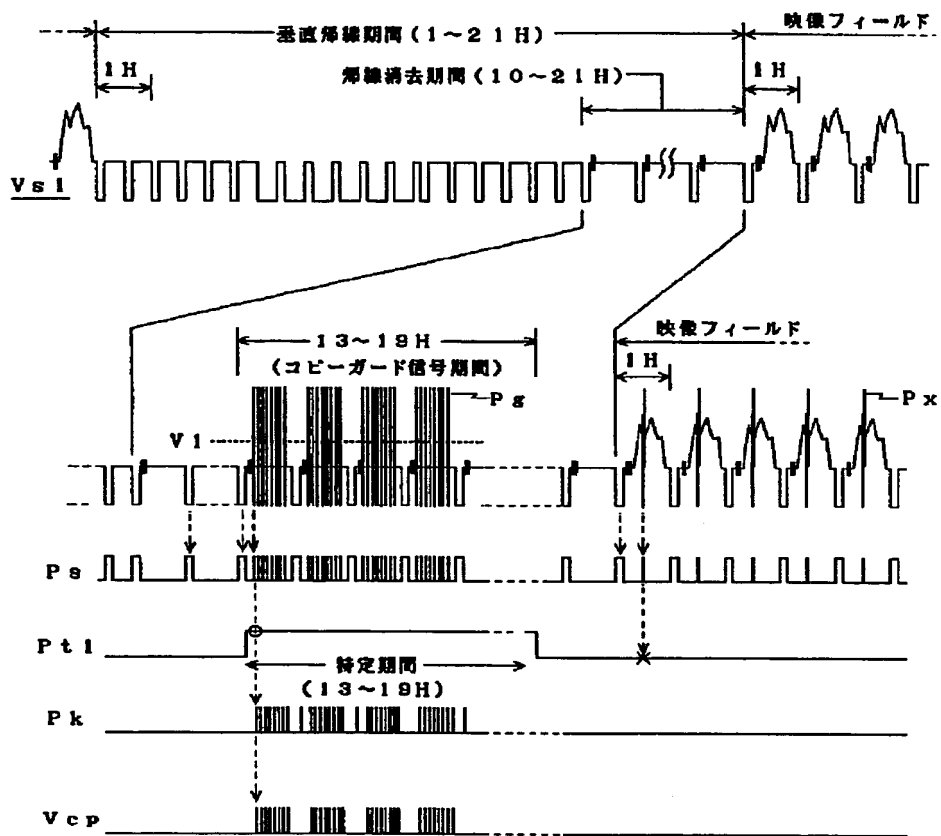 垂直帰線期間(1～21H)
映像フィールド
1H
帰線消去期間(10～21H)
1H
Vs1
13～19H
(コピーガード信号期間)
映像フィールド
1H
Pg
Px
V1
Ps
Pt1
特定期間
(13～19H)
Pk
Vcp